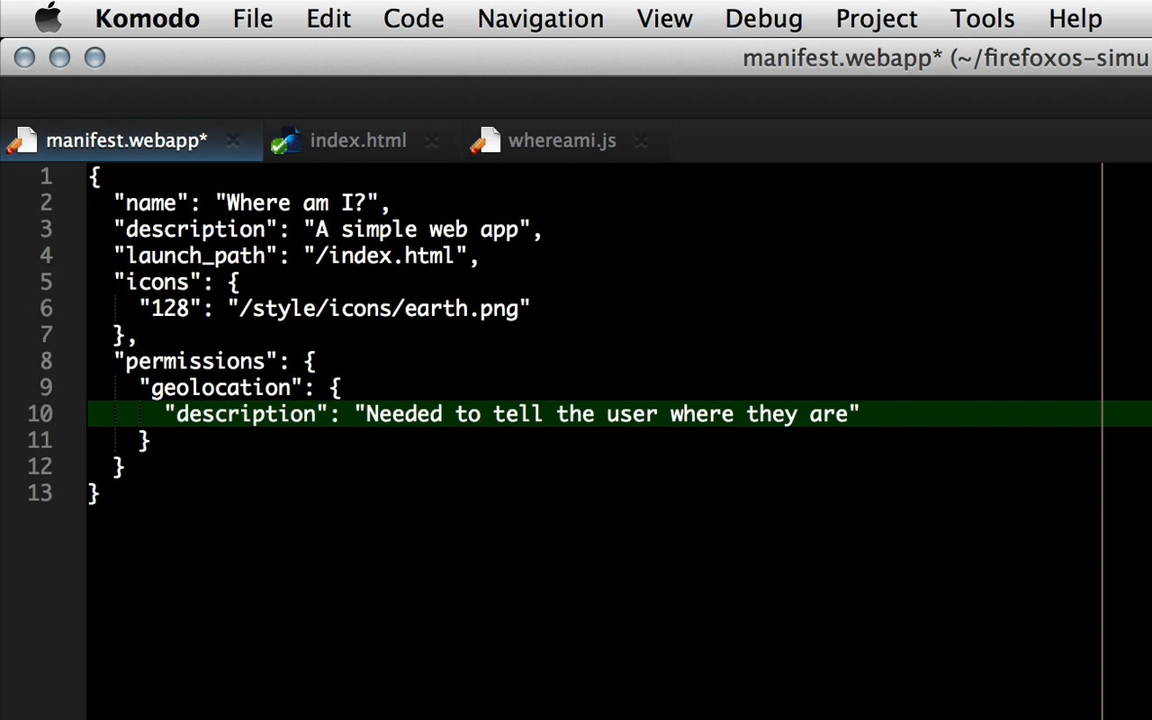 Komodo File Edit Code Navigation View Debug Project Tools Help
manifest.webapp* (~/firefoxos-simu
manifest.webapp* index.html whereami.js
1 {
2 "name": "Where am I?",
3 "description": "A simple web app",
4 "launch_path": "/index.html",
5 "icons": {
6 "128": "/style/icons/earth.png"
7 },
8 "permissions": {
9 "geolocation": {
10 "description": "Needed to tell the user where they are"
11 }
12 }
13 }